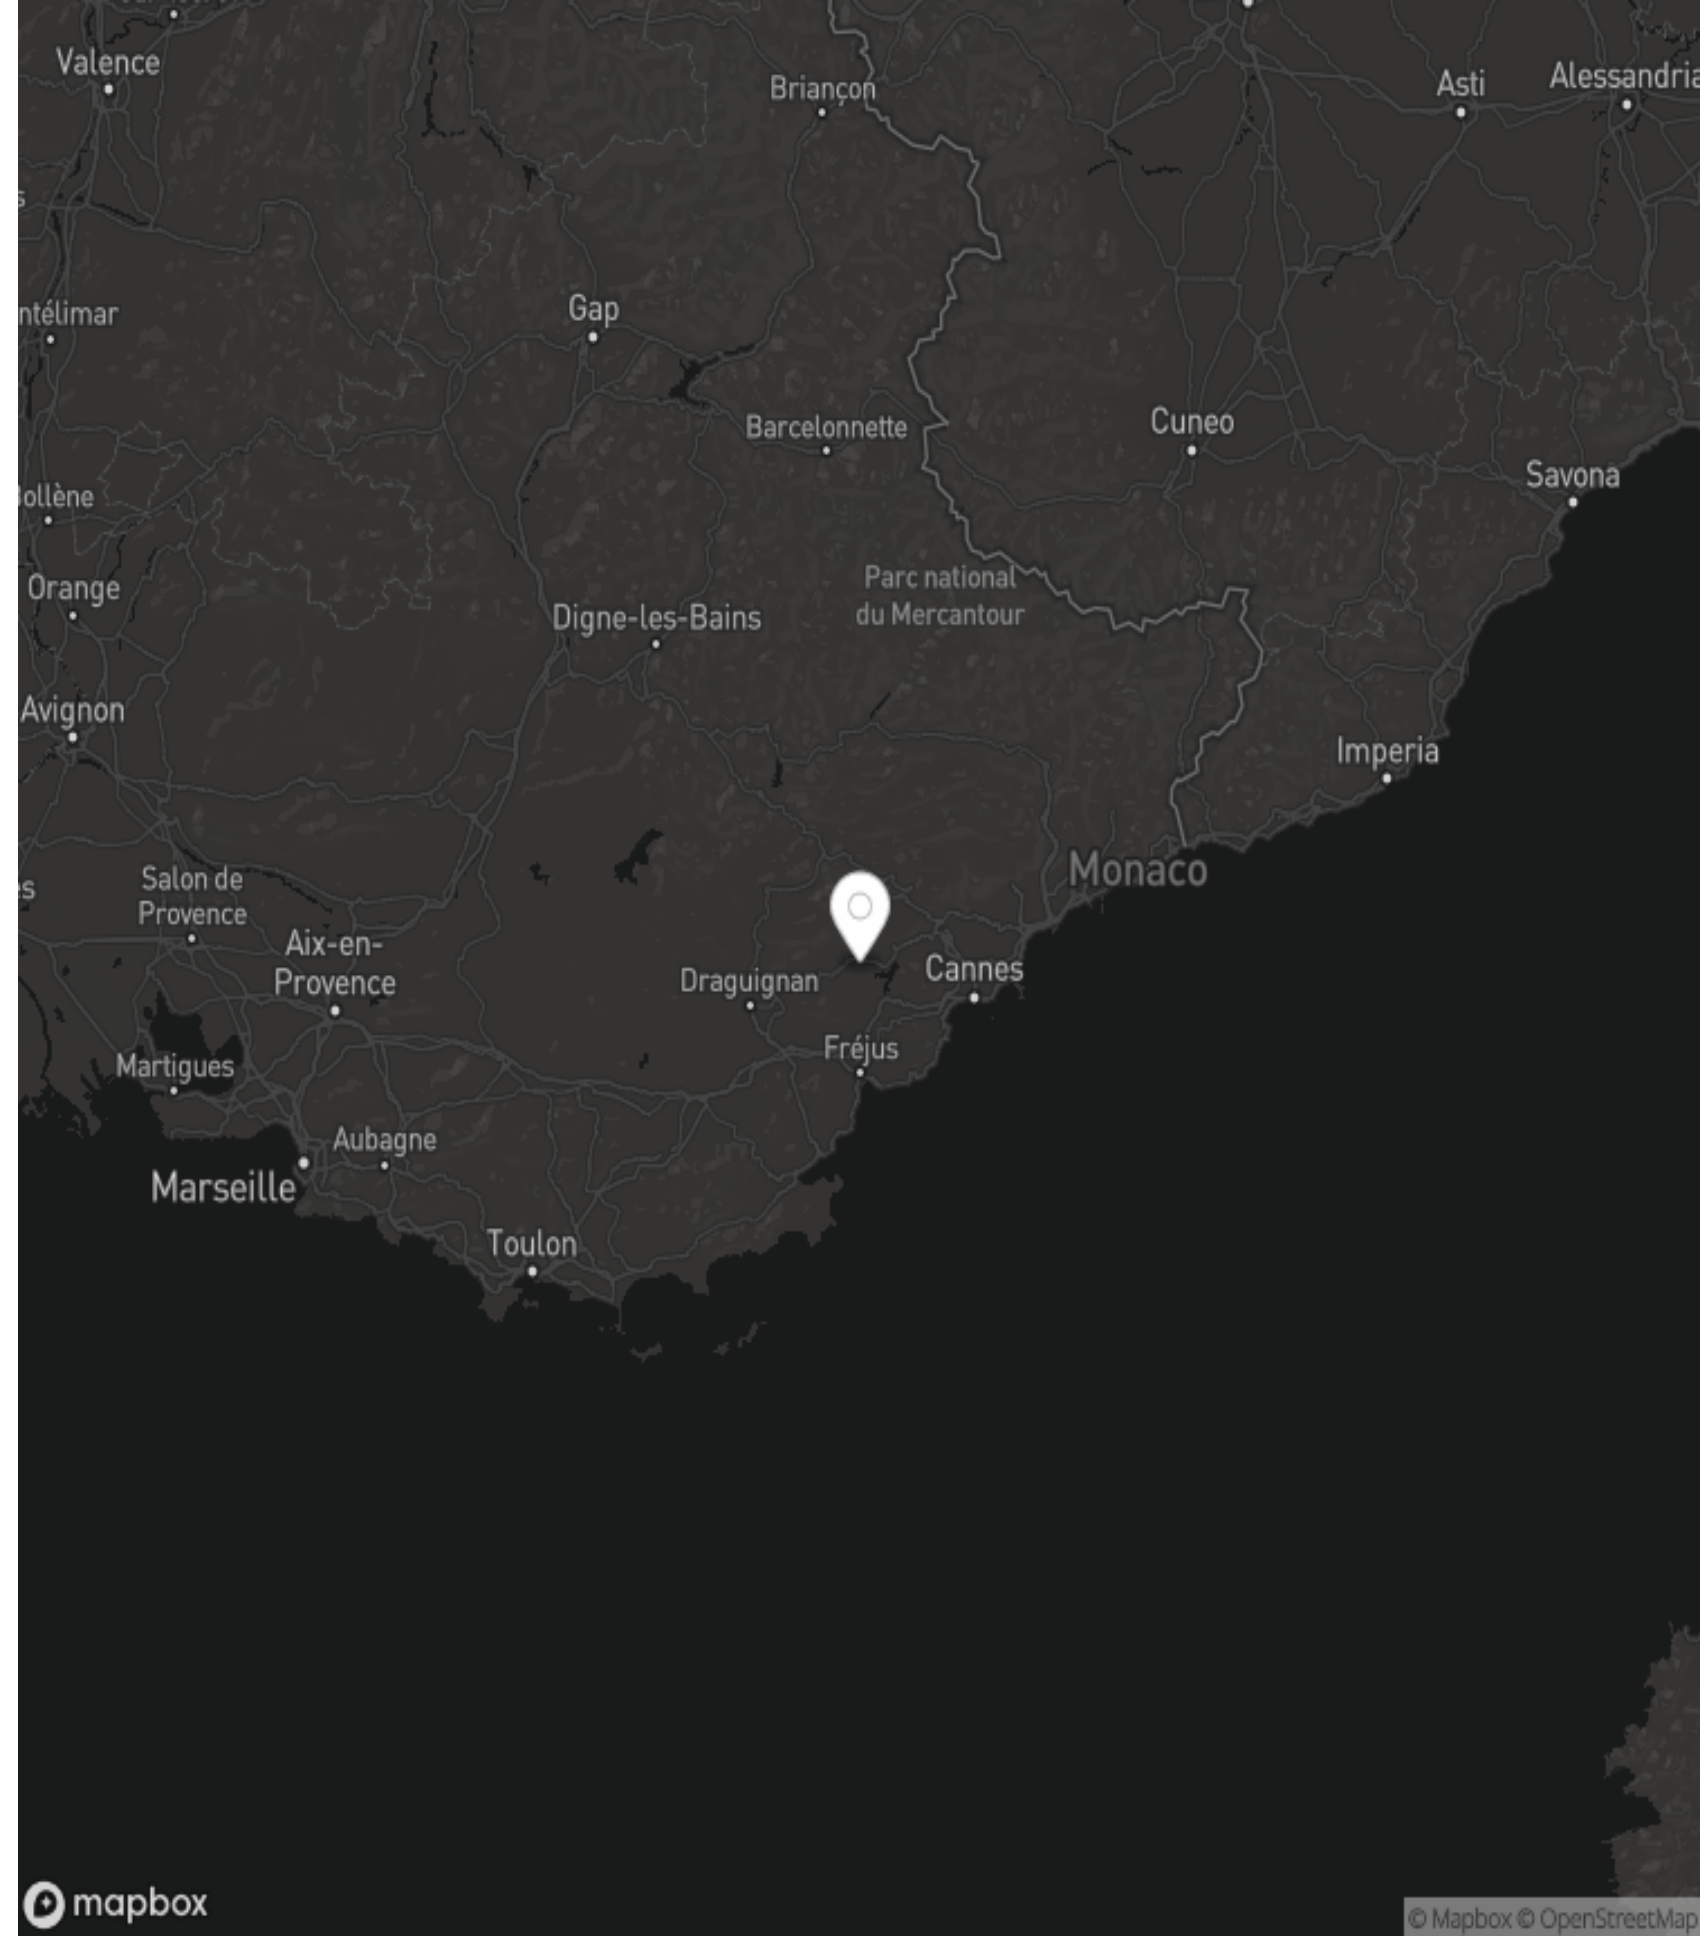 Valence
Briançon
Asti
Alessandria
s
ntélimar
Gap
Barcelonnette
Cuneo
Savona
ollène
Orange
Parc national
du Mercantour
Digne-les-Bains
Avignon
Imperia
Monaco
es
Salon de
Provence
Aix-en-
Provence
Draguignan
Cannes
Fréjus
Martigues
Aubagne
Marseille
Toulon
mapbox
© Mapbox © OpenStreetMap